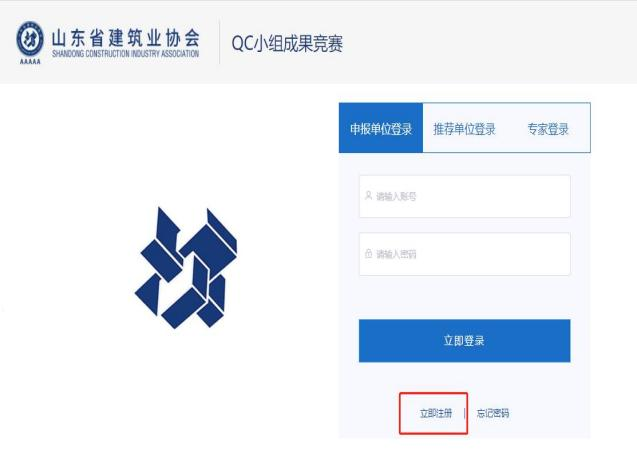 山东省建筑业协会
SHANDONG CONSTRUCTION INDUSTRY ASSOCIATION
AAAAA
QC小组成果竞赛
申报单位登录 推荐单位登录 专家登录
请输入账号
请输入密码
立即登录
立即注册 | 忘记密码